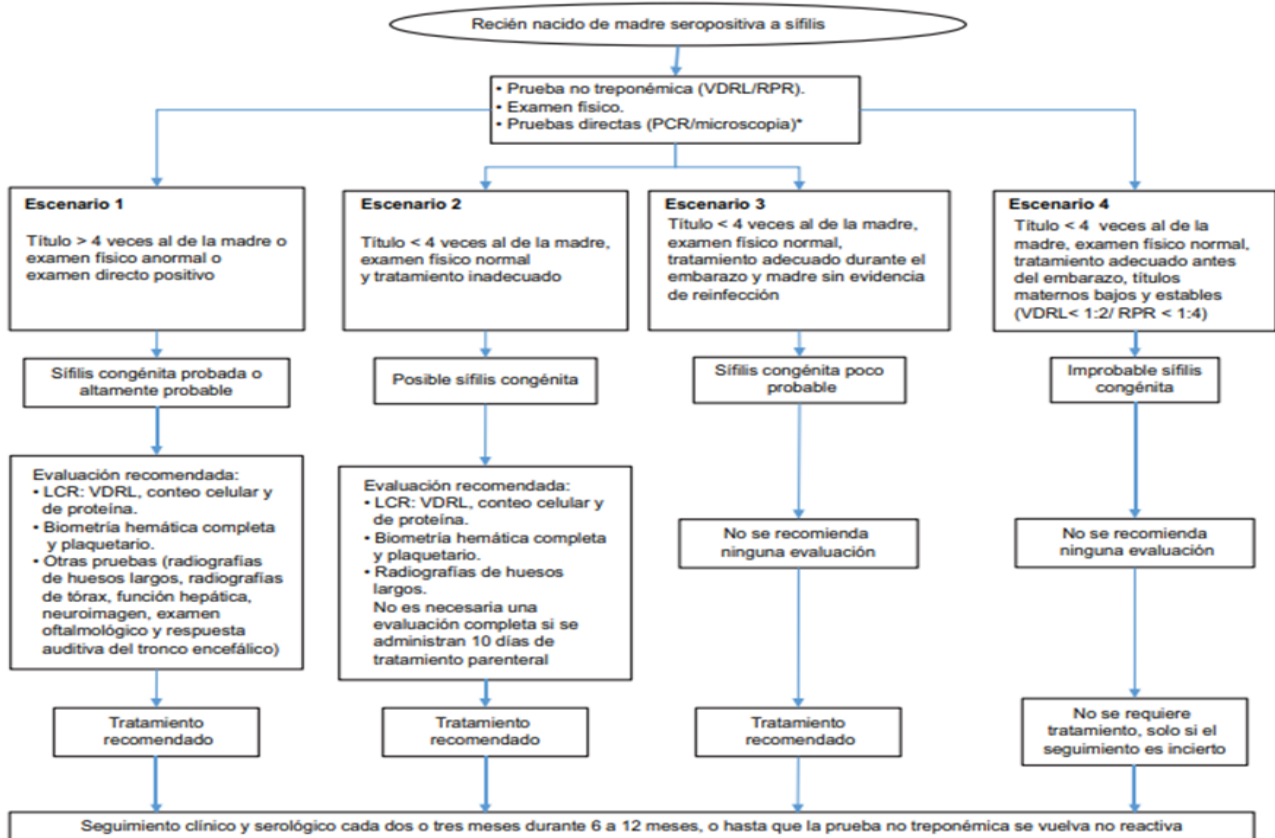 Recién nacido de madre seropositiva a sífilis
• Prueba no treponémica (VDRL/RPR).
• Examen físico.
• Pruebas directas (PCR/microscopia)*
Escenario 1
Título > 4 veces al de la madre o
examen físico anormal o
examen directo positivo
Sífilis congénita probada o
altamente probable
Evaluación recomendada:
• LCR: VDRL, conteo celular y
de proteína.
• Biometría hemática completa
y plaquetario.
• Otras pruebas (radiografías
de huesos largos, radiografías
de tórax, función hepática,
neuroimagen, examen
oftalmológico y respuesta
auditiva del tronco encefálico)
Tratamiento
recomendado
Escenario 2
Título < 4 veces al de la madre,
examen físico normal
y tratamiento inadecuado
Posible sífilis congénita
Evaluación recomendada:
• LCR: VDRL, conteo celular y
de proteína.
• Biometría hemática completa
y plaquetario.
• Radiografías de huesos
largos.
No es necesaria una
evaluación completa si se
administran 10 días de
tratamiento parenteral
Tratamiento
recomendado
Escenario 3
Título < 4 veces al de la madre,
examen físico normal,
tratamiento adecuado durante el
embarazo y madre sin evidencia
de reinfección
Sífilis congénita poco
probable
No se recomienda
ninguna evaluación
Tratamiento
recomendado
Escenario 4
Título < 4 veces al de la
madre, examen físico normal,
tratamiento adecuado antes
del embarazo, títulos
maternos bajos y estables
(VDRL< 1:2/ RPR < 1:4)
Improbable sífilis
congénita
No se recomienda
ninguna evaluación
No se requiere
tratamiento, solo si el
seguimiento es incierto
Seguimiento clínico y serológico cada dos o tres meses durante 6 a 12 meses, o hasta que la prueba no treponémica se vuelva no reactiva